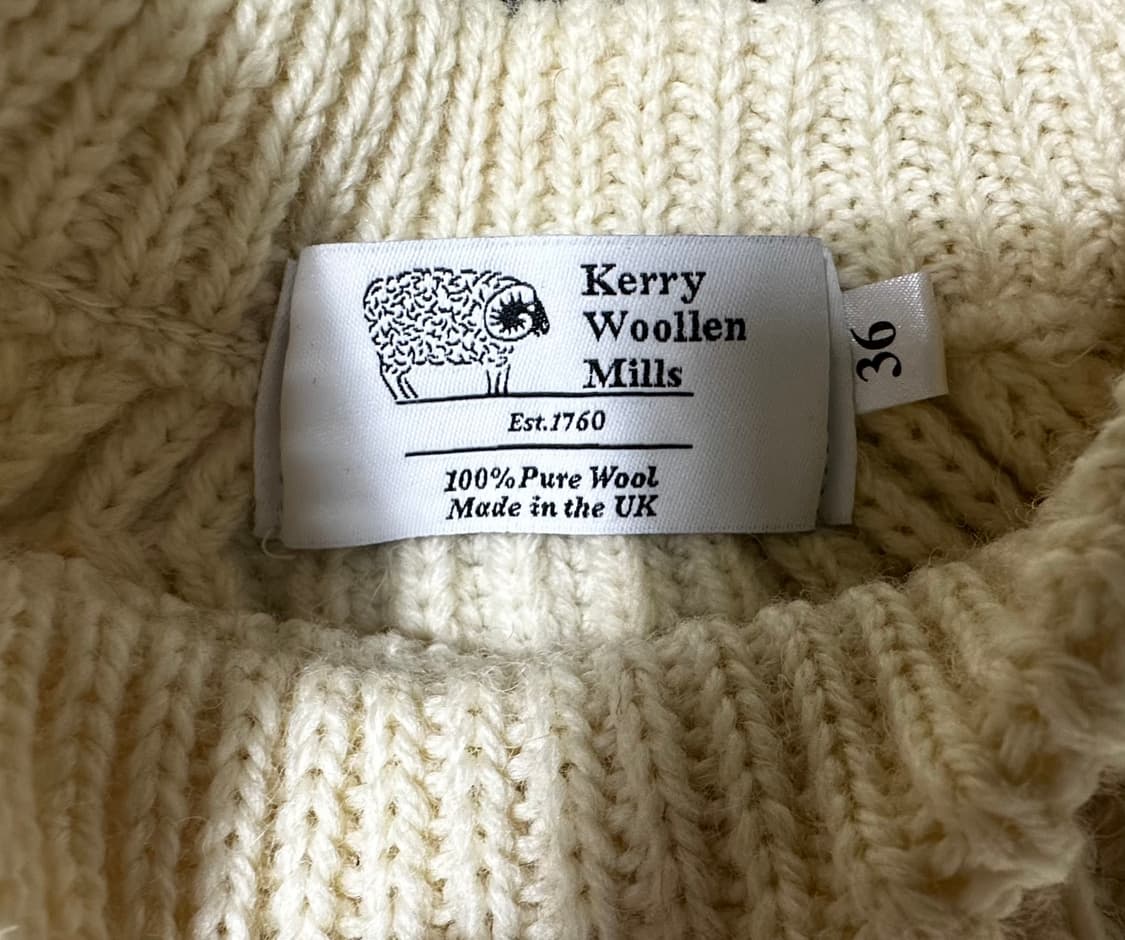 Kerry
Woollen
Mills
Est.1760
100% Pure Wool
Made in the UK
36